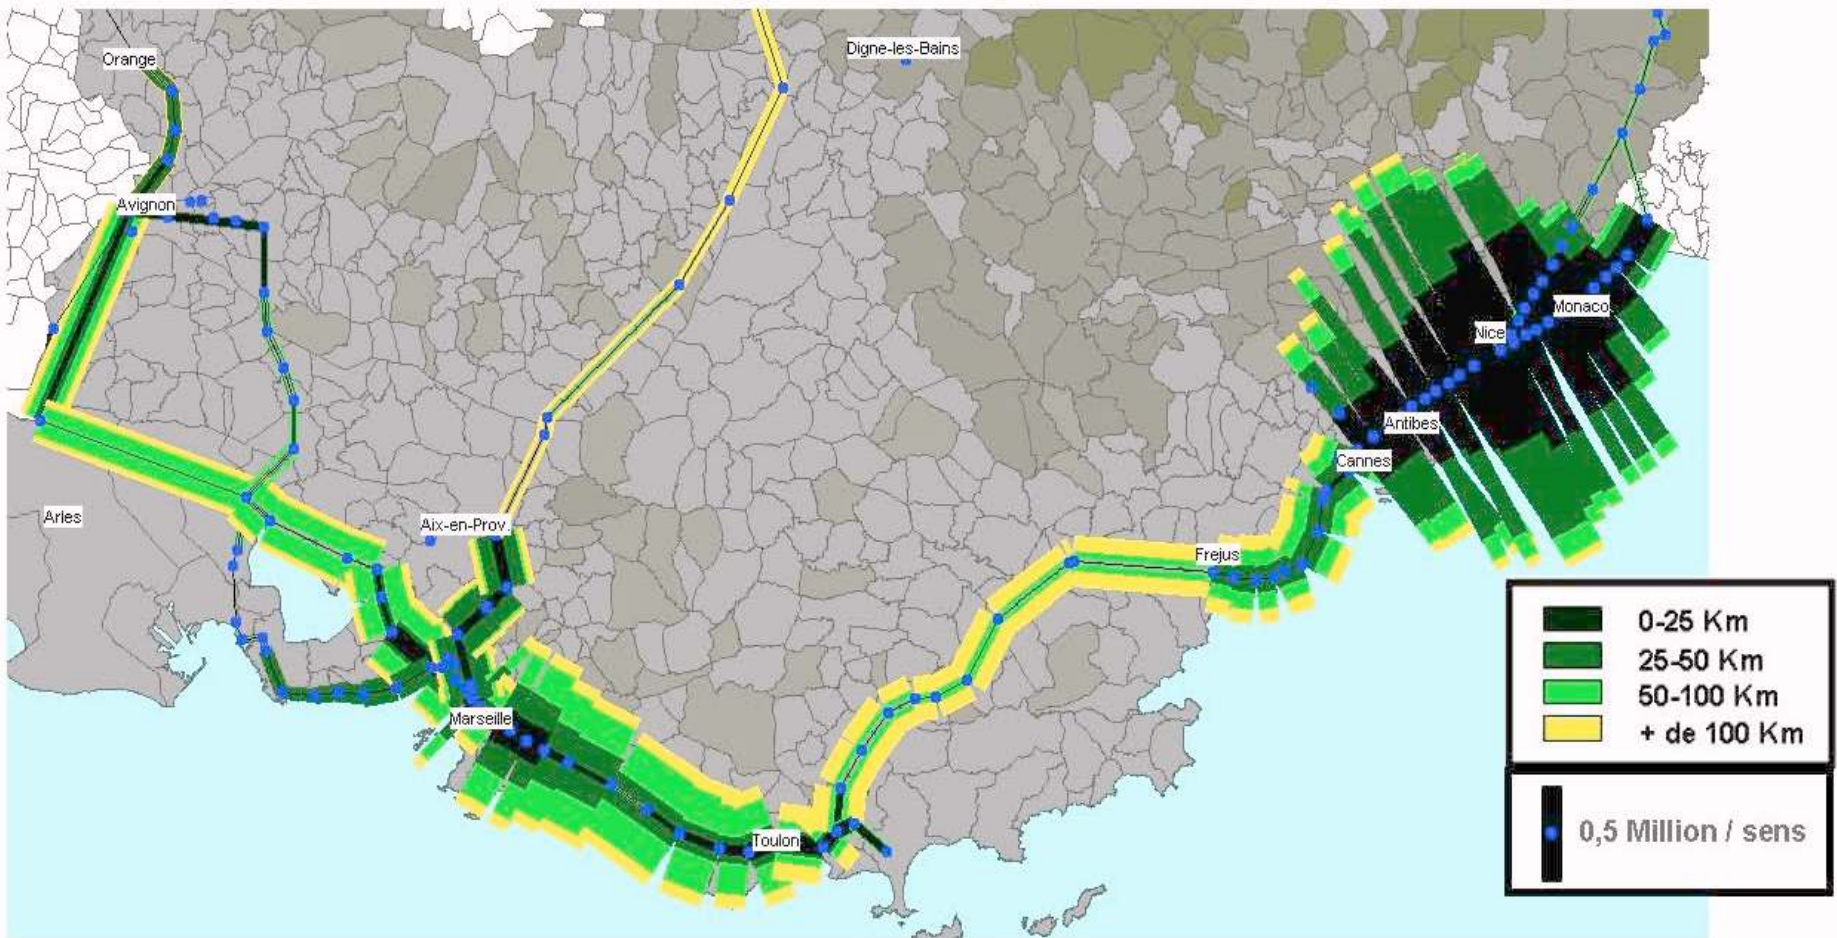 Orange
Digne-les-Bains
Avignon
Monaco
Nice
Antibes
Cannes
Arles
Aix-en-Prov.
Frejus
Marseille
Toulon
0-25 Km
25-50 Km
50-100 Km
+ de 100 Km
0,5 Million / sens